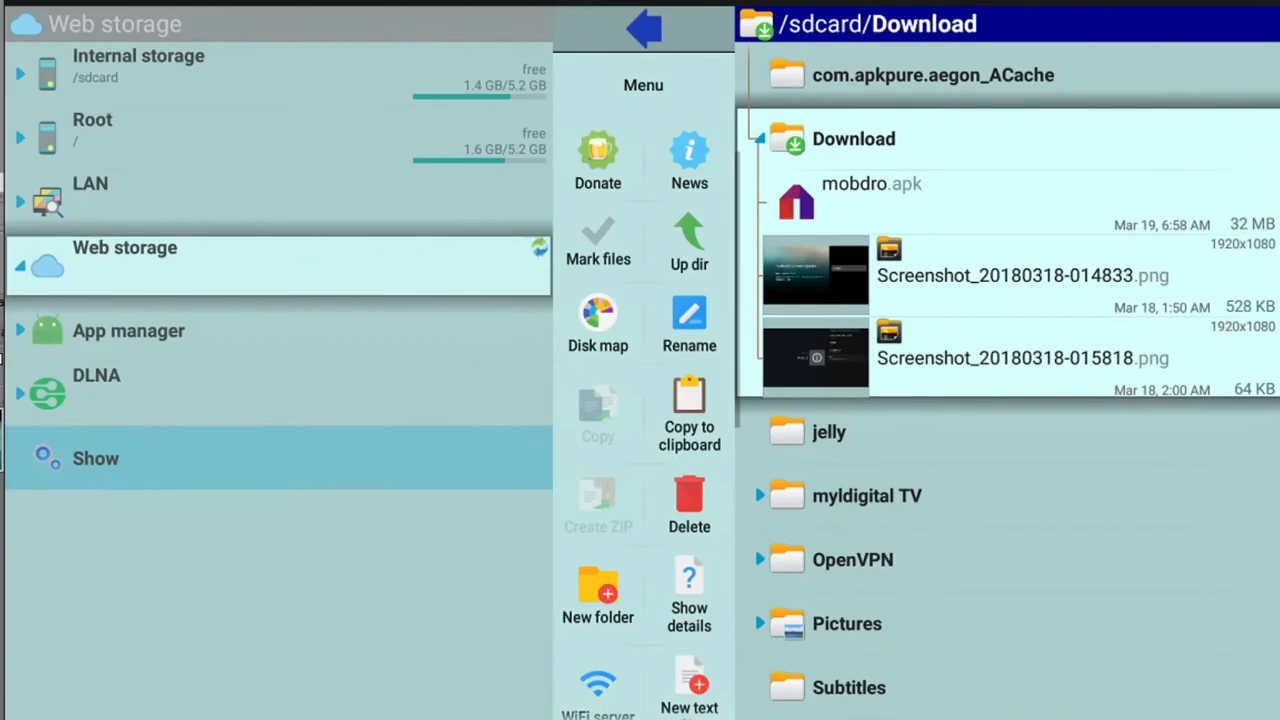 Web storage
Internal storage
/sdcard
free
1.4 GB/5.2 GB
Root
/
free
1.6 GB/5.2 GB
LAN
Web storage
App manager
DLNA
Show
Menu
Donate
News
Mark files
Up dir
Disk map
Rename
Copy
Copy to
clipboard
Create ZIP
Delete
New folder
Show
details
WiFi server
New text
/sdcard/Download
com.apkpure.aegon_ACache
Download
mobdro.apk
Mar 19, 6:58 AM 32 MB
1920x1080
Screenshot_20180318-014833.png
Mar 18, 1:50 AM 528 KB
1920x1080
Screenshot_20180318-015818.png
Mar 18, 2:00 AM 64 KB
jelly
myldigital TV
OpenVPN
Pictures
Subtitles